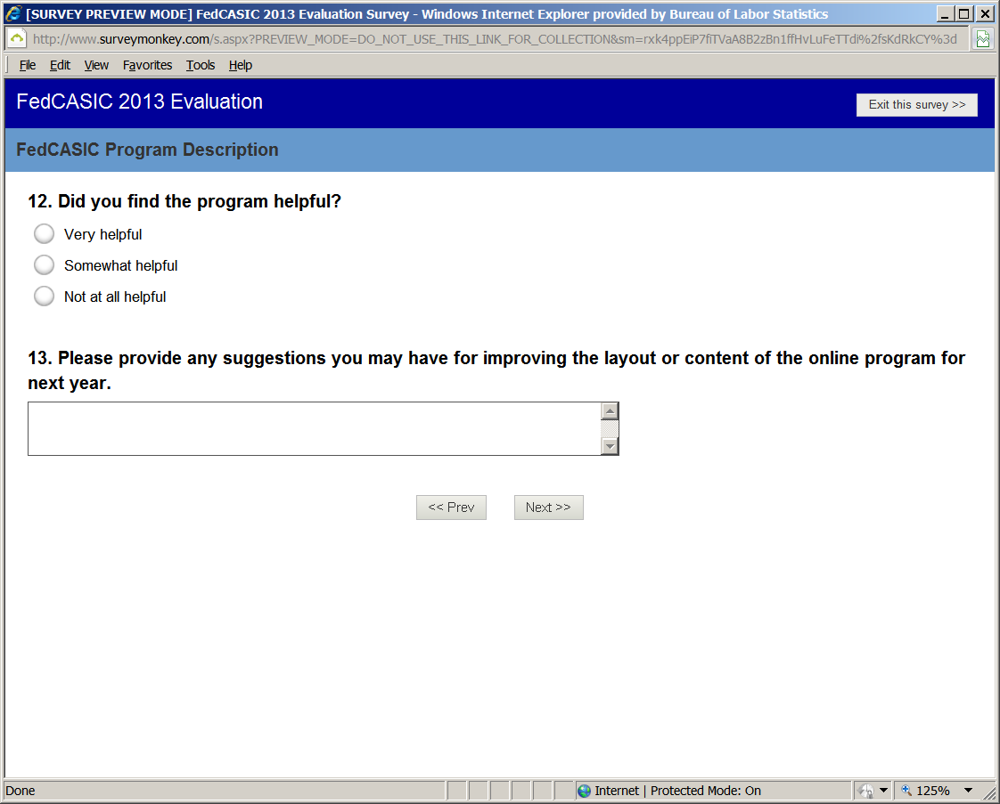 [SURVEY PREVIEW MODE] FedCASIC 2013 Evaluation Survey - Windows Internet Explorer provided by Bureau of Labor Statistics
http://www.surveymonkey.com/s.aspx?PREVIEW_MODE=DO_NOT_USE_THIS_LINK_FOR_COLLECTION&sm=rxk4ppEiP7fiTVaA8B2zBn1ffHvLuFeTTdi%2fsKdRkCY%3d
File Edit View Favorites Tools Help
FedCASIC 2013 Evaluation
Exit this survey >>
FedCASIC Program Description
12. Did you find the program helpful?
Very helpful
Somewhat helpful
Not at all helpful
13. Please provide any suggestions you may have for improving the layout or content of the online program for
next year.
<< Prev Next >>
Done Internet | Protected Mode: On 125%